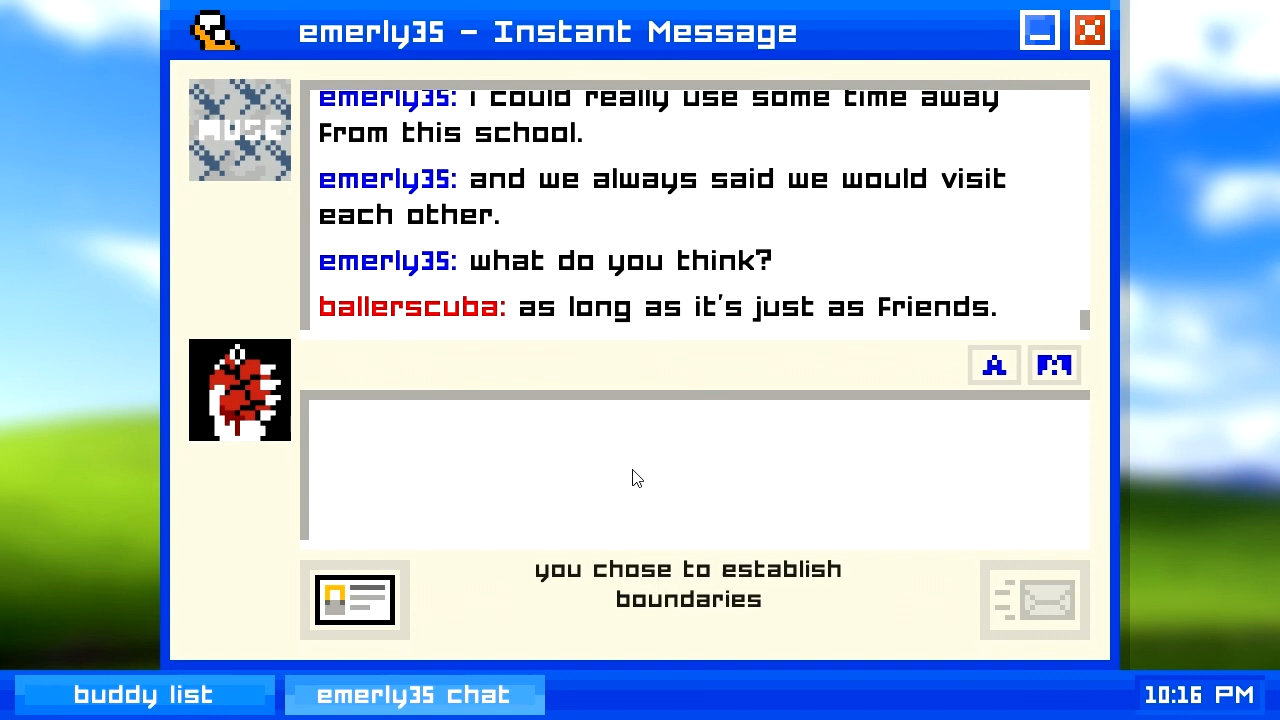 emerly35 - Instant Message
MUSE
emerly35: i could really use some time away
from this school.
emerly35: and we always said we would visit
each other.
emerly35: what do you think?
ballerscuba: as long as it's just as friends.
A
you chose to establish
boundaries
buddy list
emerly35 chat
10:16 PM